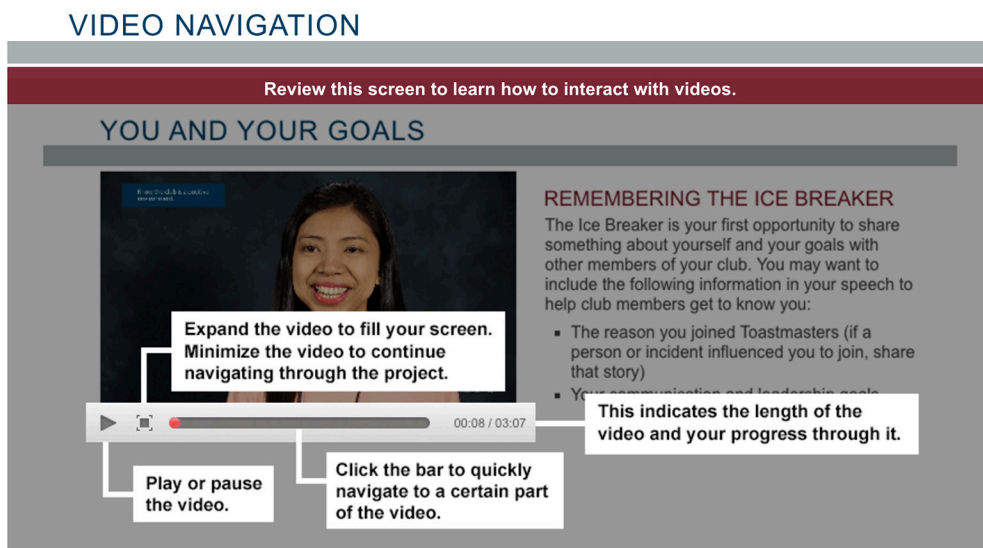 VIDEO NAVIGATION
Review this screen to learn how to interact with videos.
YOU AND YOUR GOALS
REMEMBERING THE ICE BREAKER
The Ice Breaker is your first opportunity to share
something about yourself and your goals with
other members of your club. You may want to
include the following information in your speech to
help club members get to know you:
▪ The reason you joined Toastmasters (if a
person or incident influenced you to join, share
that story)
▪ Your communication and leadership goals
Expand the video to fill your screen.
Minimize the video to continue
navigating through the project.
00:08 / 03:07
This indicates the length of the
video and your progress through it.
Play or pause
the video.
Click the bar to quickly
navigate to a certain part
of the video.